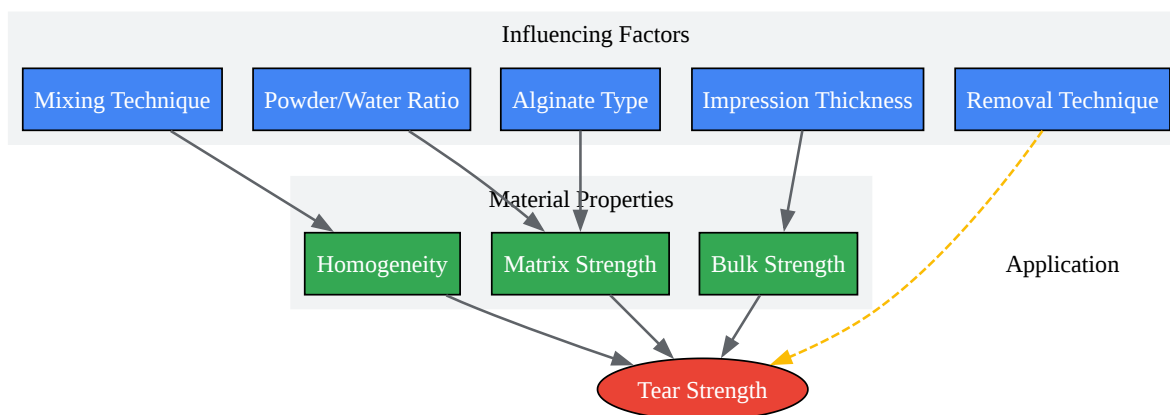 Influencing Factors
Mixing Technique
Powder/Water Ratio
Alginate Type
Impression Thickness
Removal Technique
Material Properties
Homogeneity
Matrix Strength
Bulk Strength
Application
Tear Strength